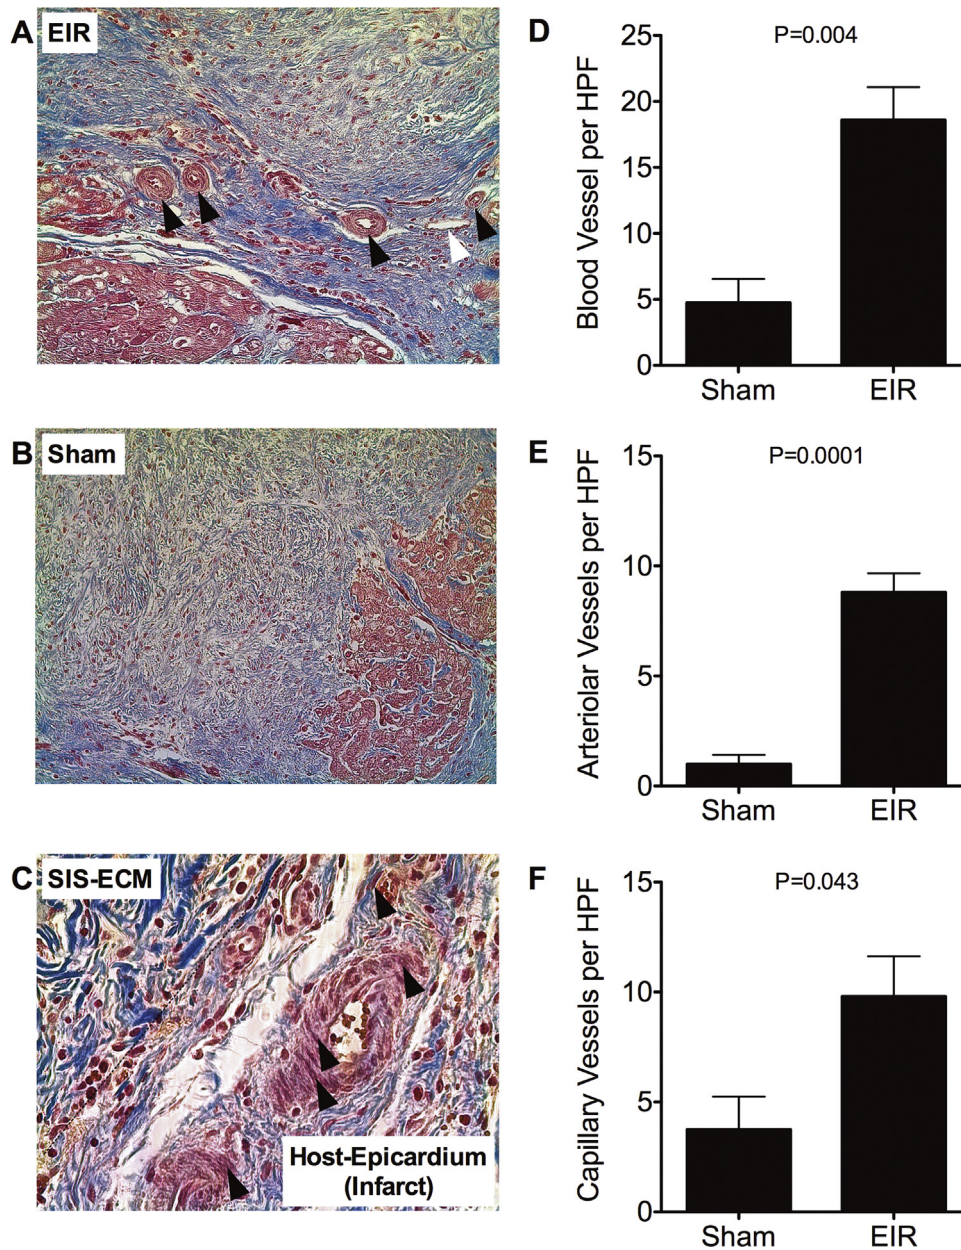 A EIR
B Sham
C SIS-ECM
Host-Epicardium
(Infarct)
D
P=0.004
Blood Vessel per HPF
25
20
15
10
5
0
Sham EIR
E
P=0.0001
Arteriolar Vessels per HPF
15
10
5
0
Sham EIR
F
P=0.043
Capillary Vessels per HPF
15
10
5
0
Sham EIR